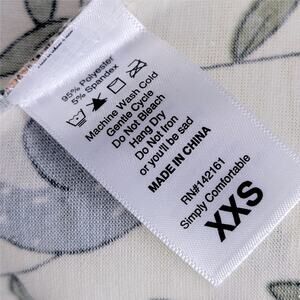 95% Polyester
5% Spandex
Machine Wash Cold
Gentle Cycle
Do Not Bleach
Hang Dry
Do Not Iron
or you'll be sad
MADE IN CHINA
RN#142161
Simply Comfortable
XXS